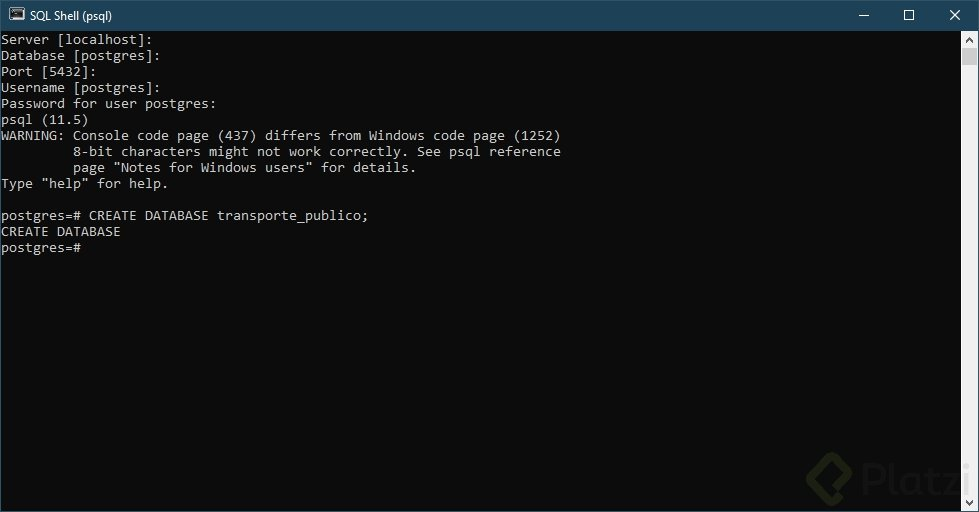 SQL Shell (psql)
Server [localhost]:
Database [postgres]:
Port [5432]:
Username [postgres]:
Password for user postgres:
psql (11.5)
WARNING: Console code page (437) differs from Windows code page (1252)
         8-bit characters might not work correctly. See psql reference
         page "Notes for Windows users" for details.
Type "help" for help.

postgres=# CREATE DATABASE transporte_publico;
CREATE DATABASE
postgres=#
Platzi